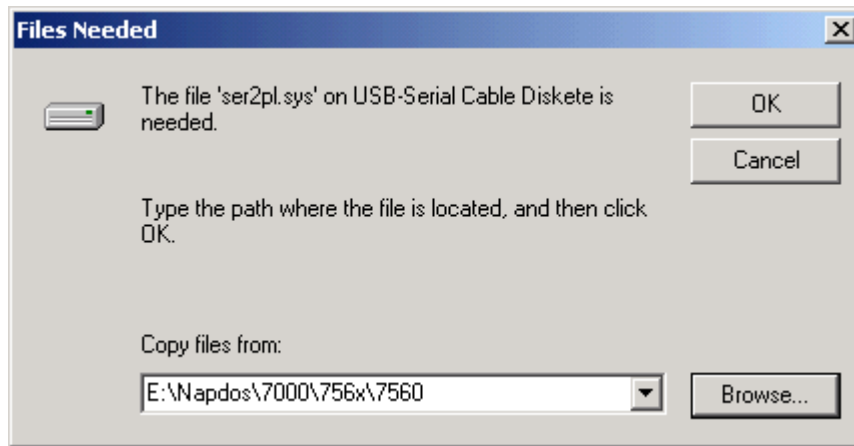 Files Needed
The file 'ser2pl.sys' on USB-Serial Cable Diskete is
needed.
OK
Cancel
Type the path where the file is located, and then click
OK.
Copy files from:
E:\Napdos\7000\756x\7560
Browse...